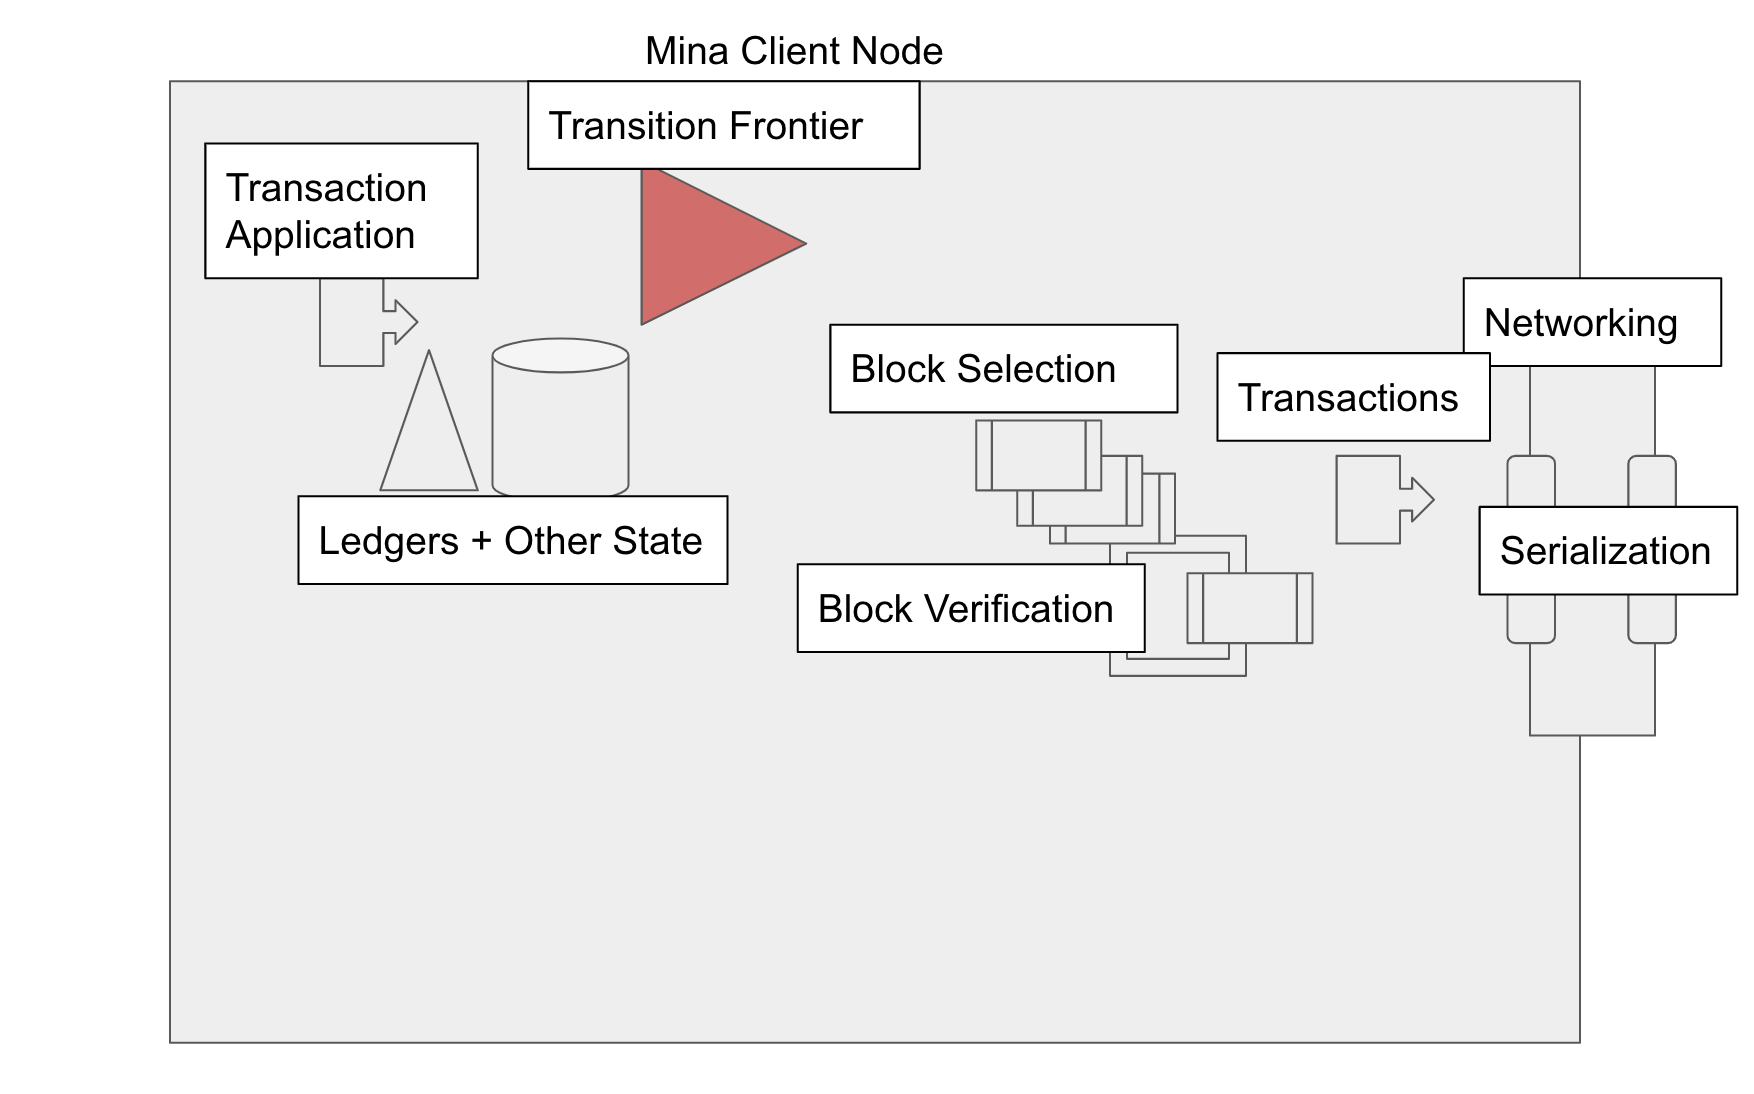 Mina Client Node
Transition Frontier
Transaction
Application
Networking
Block Selection
Transactions
Ledgers + Other State
Serialization
Block Verification